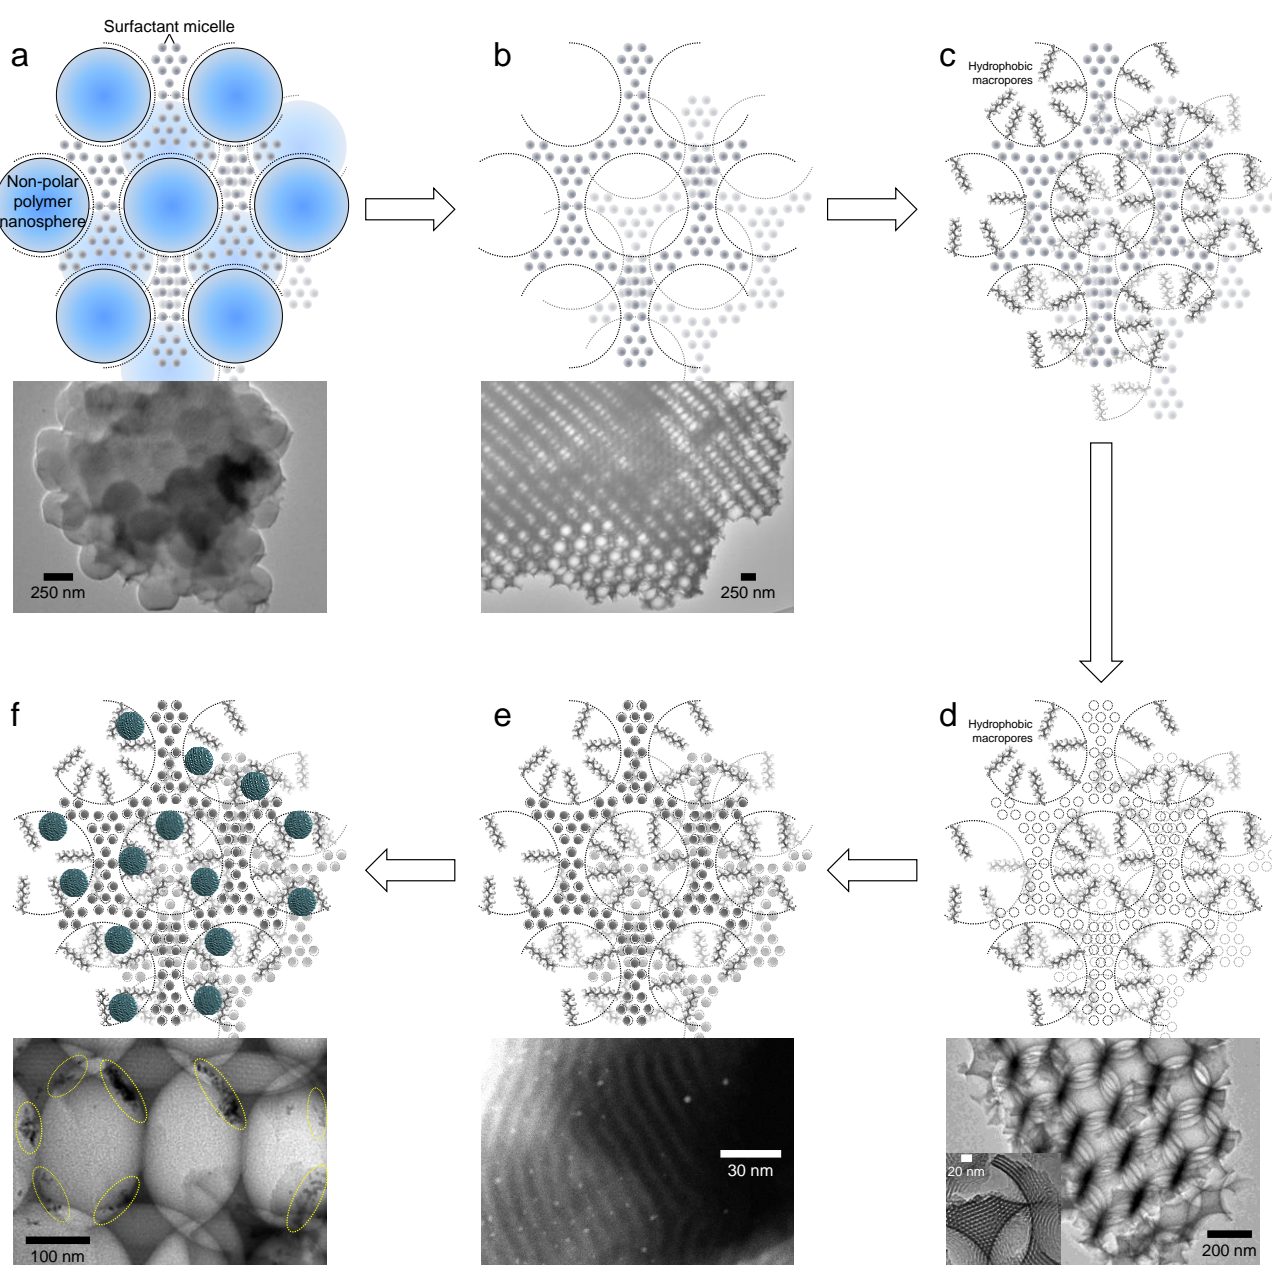 Surfactant micelle
a
b
c
Hydrophobic
macropores
Non-polar
polymer
nanosphere
250 nm
250 nm
f
e
d
Hydrophobic
macropores
100 nm
30 nm
20 nm
200 nm